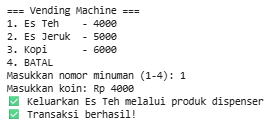 === Vending Machine ===
1. Es Teh   - 4000
2. Es Jeruk  - 5000
3. Kopi     - 6000
4. BATAL
Masukkan nomor minuman (1-4): 1
Masukkan koin: Rp 4000
✅ Keluarkan Es Teh melalui produk dispenser
✅ Transaksi berhasil!